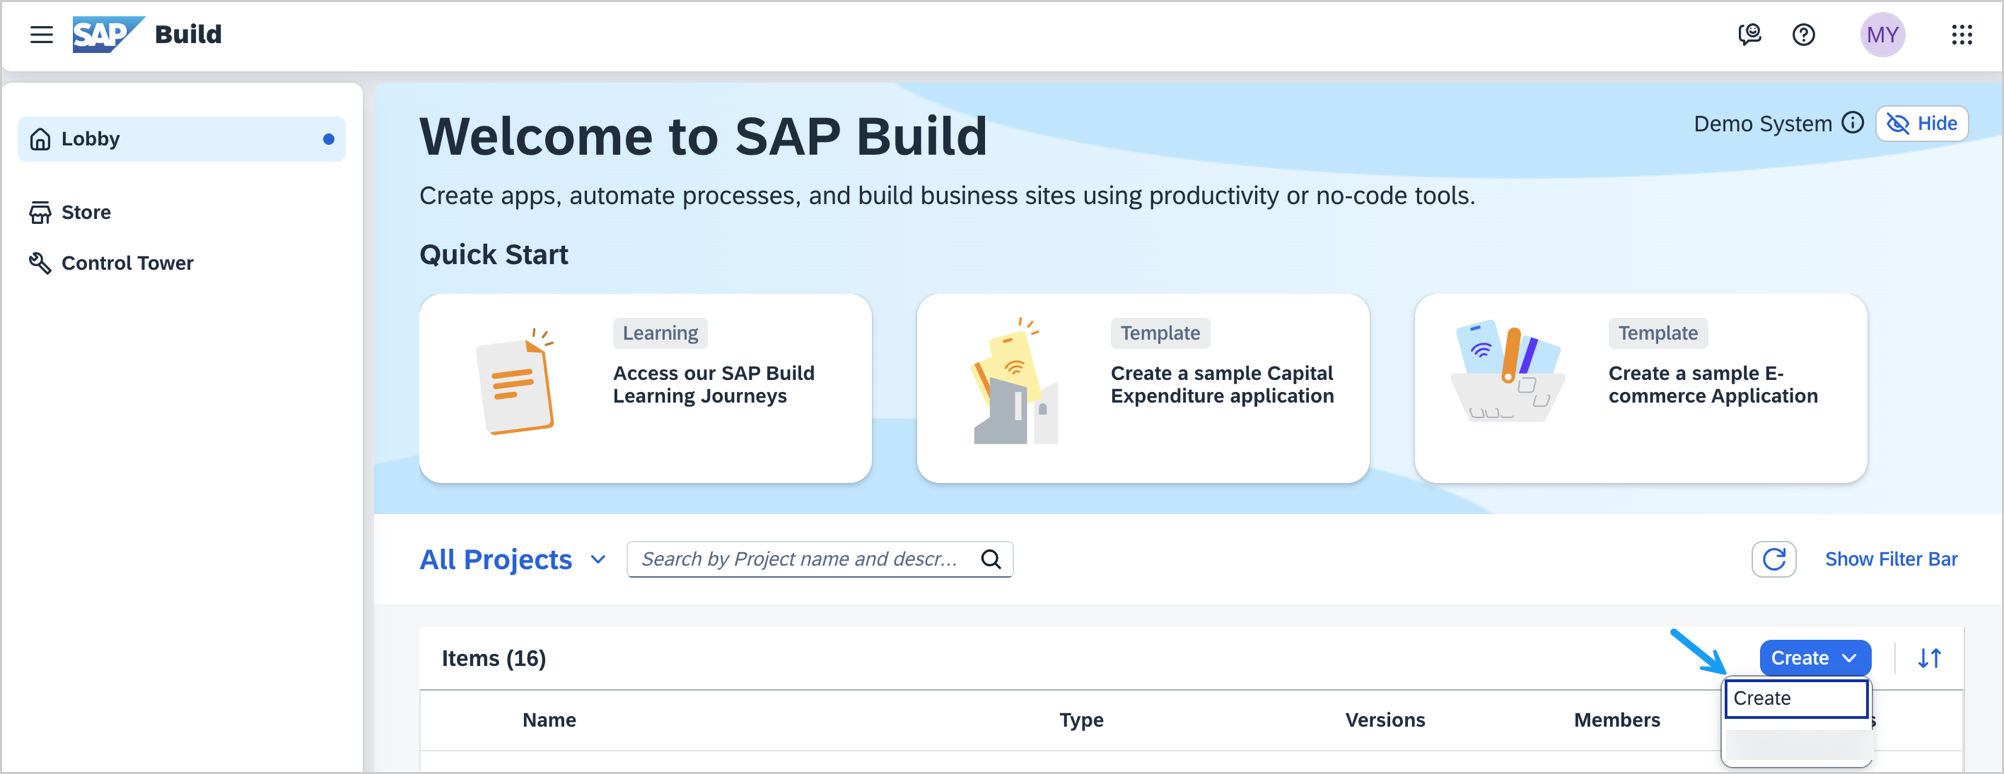 SAP Build
MY
Lobby
Store
Control Tower
Welcome to SAP Build
Demo System
Hide
Create apps, automate processes, and build business sites using productivity or no-code tools.
Quick Start
Learning
Access our SAP Build
Learning Journeys
Template
Create a sample Capital
Expenditure application
Template
Create a sample E-
commerce Application
All Projects
Search by Project name and descr...
Show Filter Bar
Items (16)
Create
Create
Name
Type
Versions
Members